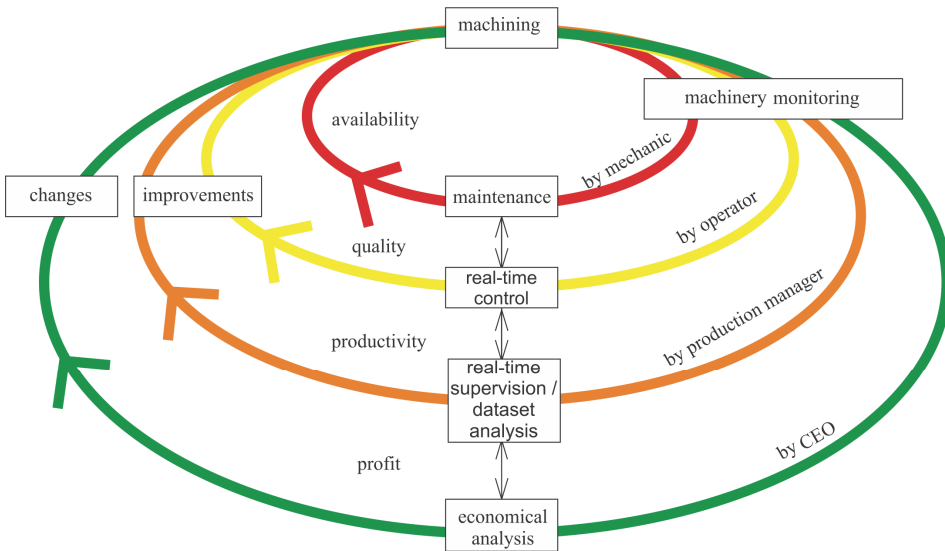 machining
machinery monitoring
availability
by mechanic
changes
improvements
maintenance
by operator
quality
real-time
control
by production manager
productivity
real-time
supervision /
dataset
analysis
by CEO
profit
economical
analysis